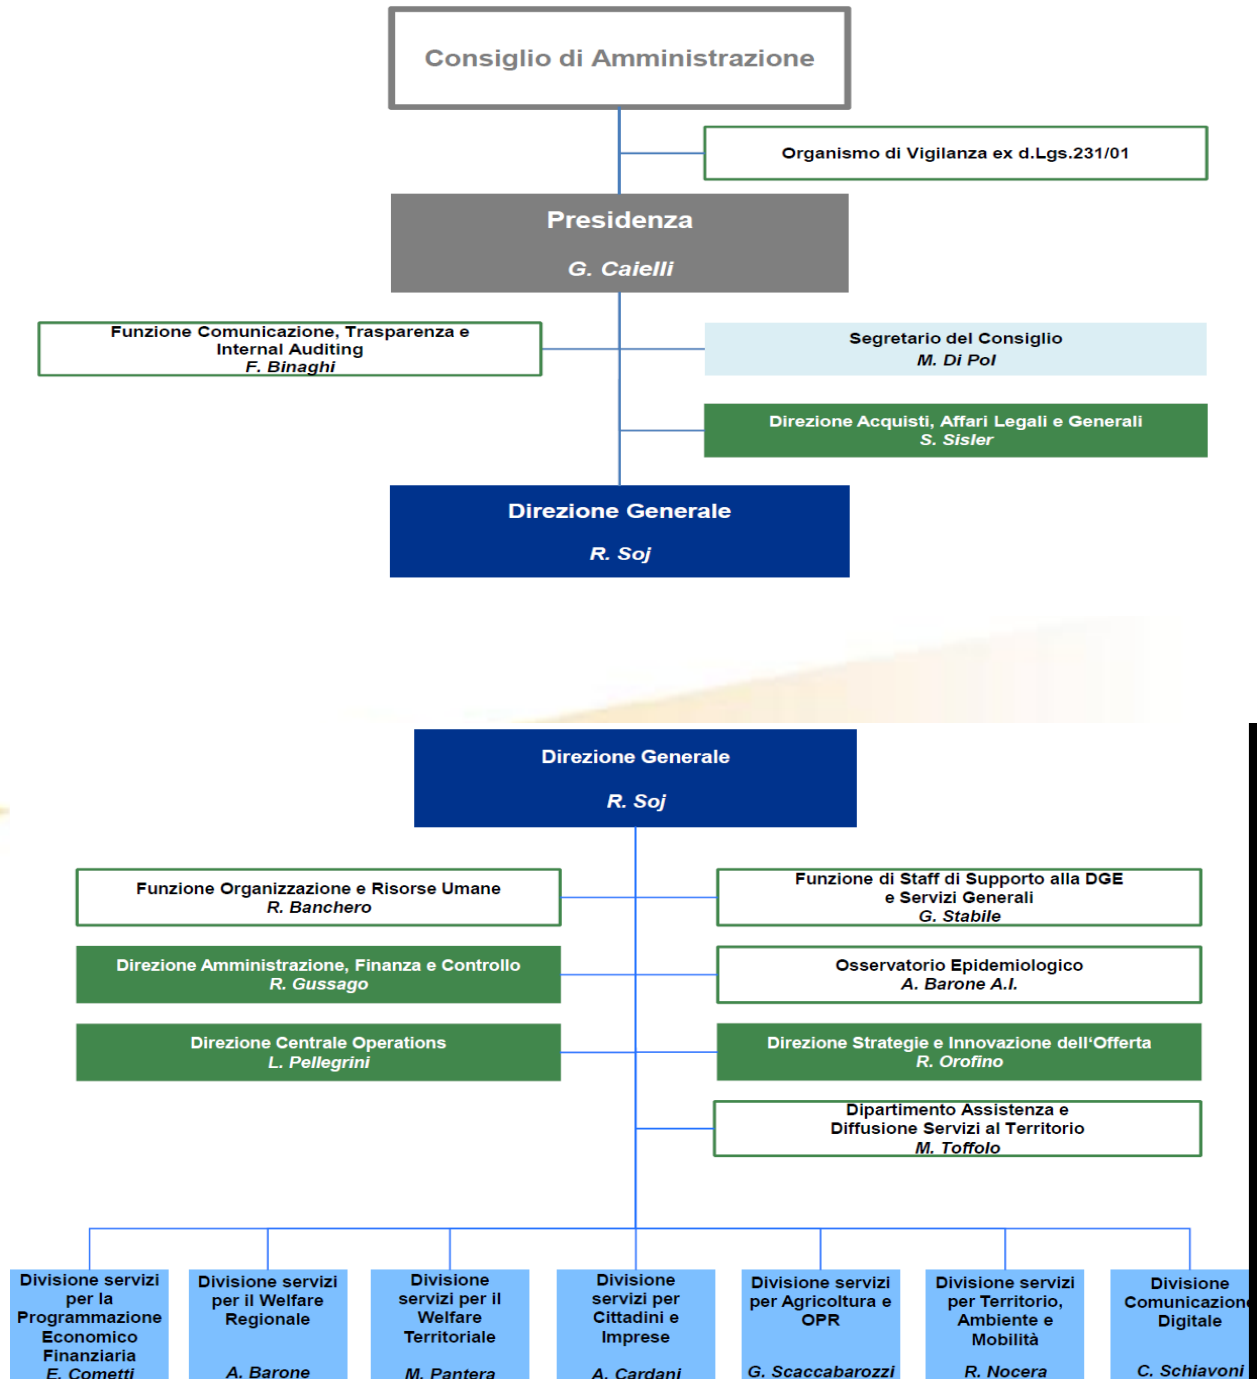 Consiglio di Amministrazione
Organismo di Vigilanza ex d.Lgs.231/01
Presidenza
G. Caielli
Funzione Comunicazione, Trasparenza e
Internal Auditing
F. Binaghi
Segretario del Consiglio
M. Di Pol
Direzione Acquisti, Affari Legali e Generali
S. Sisler
Direzione Generale
R. Soj
Direzione Generale
R. Soj
Funzione Organizzazione e Risorse Umane
R. Banchero
Funzione di Staff di Supporto alla DGE
e Servizi Generali
G. Stabile
Direzione Amministrazione, Finanza e Controllo
R. Gussago
Osservatorio Epidemiologico
A. Barone A.I.
Direzione Centrale Operations
L. Pellegrini
Direzione Strategie e Innovazione dell‘Offerta
R. Orofino
Dipartimento Assistenza e
Diffusione Servizi al Territorio
M. Toffolo
Divisione servizi
per la
Programmazione
Economico
Finanziaria
E. Cometti
Divisione servizi
per il Welfare
Regionale
A. Barone
Divisione
servizi per il
Welfare
Territoriale
M. Pantera
Divisione
servizi per
Cittadini e
Imprese
A. Cardani
Divisione servizi
per Agricoltura e
OPR
G. Scaccabarozzi
Divisione servizi
per Territorio,
Ambiente e
Mobilità
R. Nocera
Divisione
Comunicazione
Digitale
C. Schiavoni